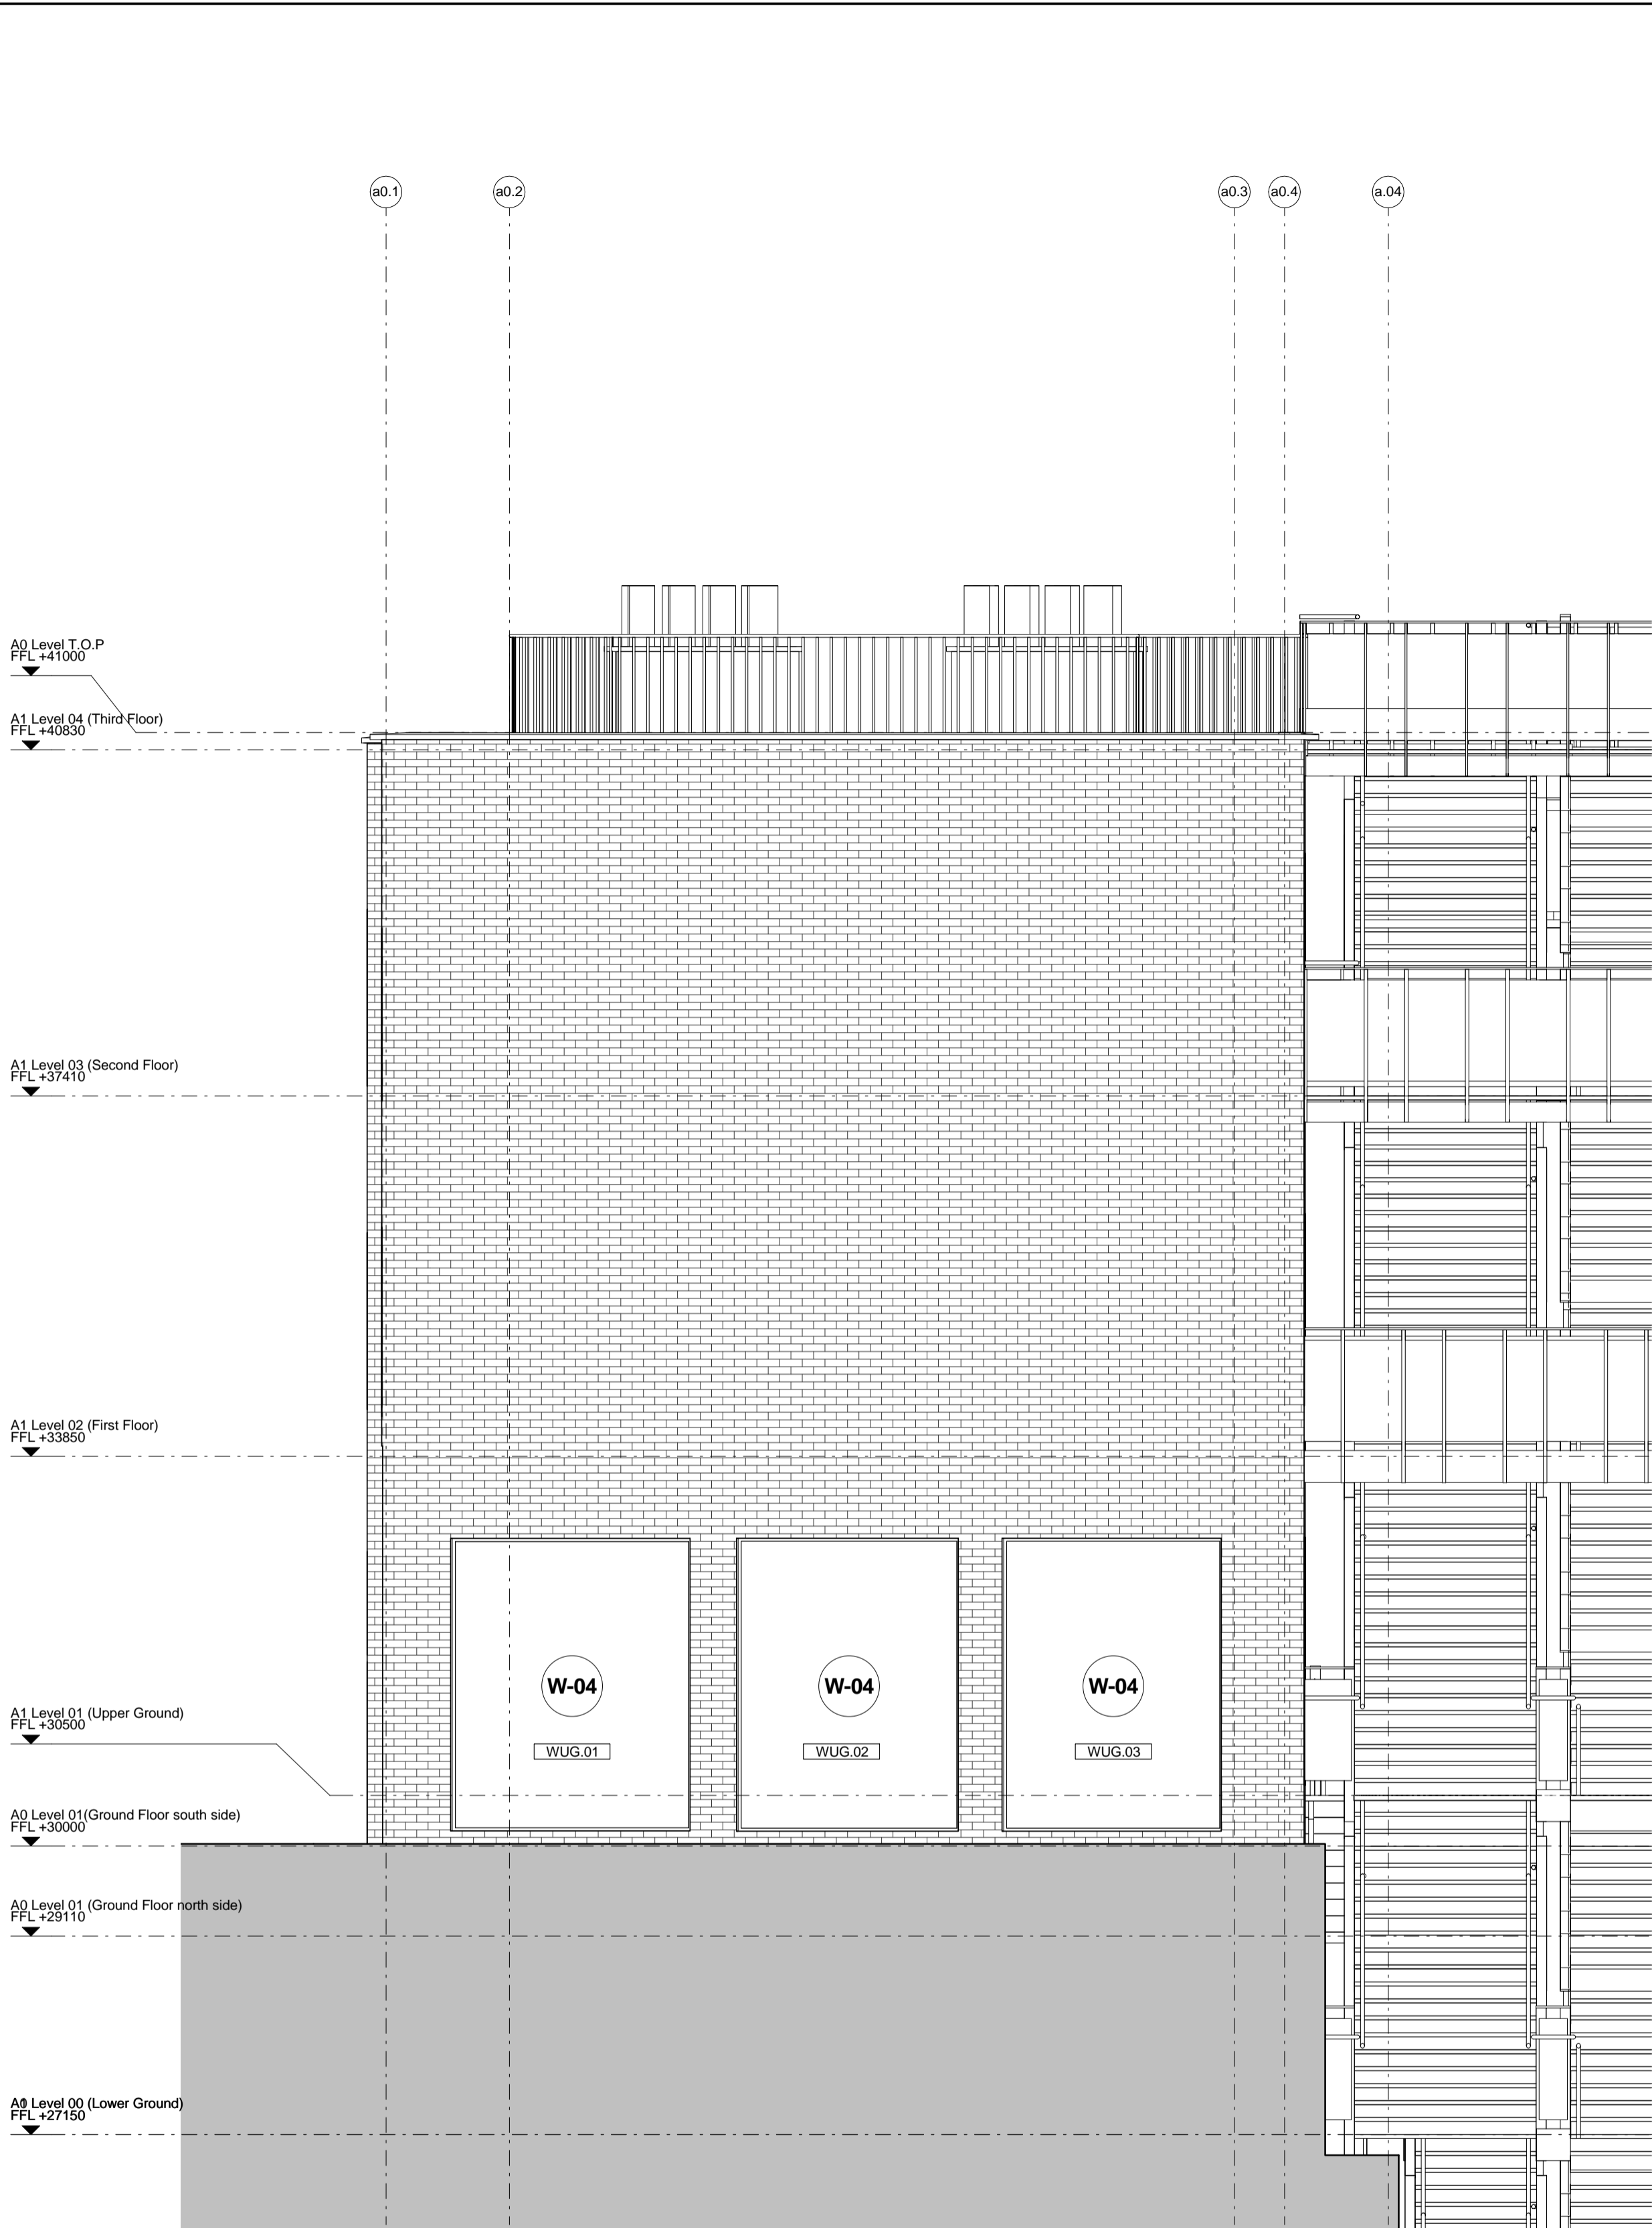 a0.1
a0.2
a0.3
a0.4
a.04
A0 Level T.O.P
FFL +41000
A1 Level 04 (Third Floor)
FFL +40830
A1 Level 03 (Second Floor)
FFL +37410
A1 Level 02 (First Floor)
FFL +33850
W-04
W-04
W-04
A1 Level 01 (Upper Ground)
FFL +30500
WUG.01
WUG.02
WUG.03
A0 Level 01(Ground Floor south side)
FFL +30000
A0 Level 01 (Ground Floor north side)
FFL +29110
Level 00 (Lower Ground)
FFL +27150